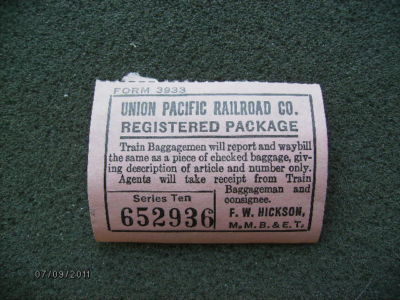 FORM 3933
UNION PACIFIC RAILROAD CO.
REGISTERED PACKAGE
Train Baggagemen will report and waybill
the same as a piece of checked baggage, giv-
ing description of article and number only.
Agents will take receipt from Train
Baggageman and
consignee.
Series Ten
652936
F. W. HICKSON,
M. M. B. & E. T.
07/09/2011